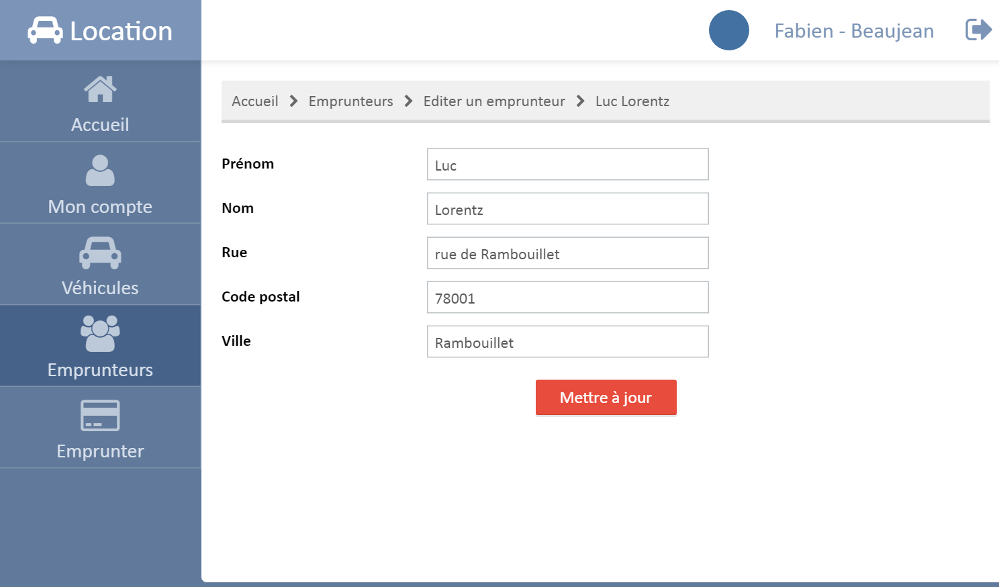 Location
Fabien - Beaujean
Accueil
Mon compte
Véhicules
Emprunteurs
Emprunter
Accueil Emprunteurs Editer un emprunteur Luc Lorentz
Prénom Luc
Nom Lorentz
Rue rue de Rambouillet
Code postal 78001
Ville Rambouillet
Mettre à jour